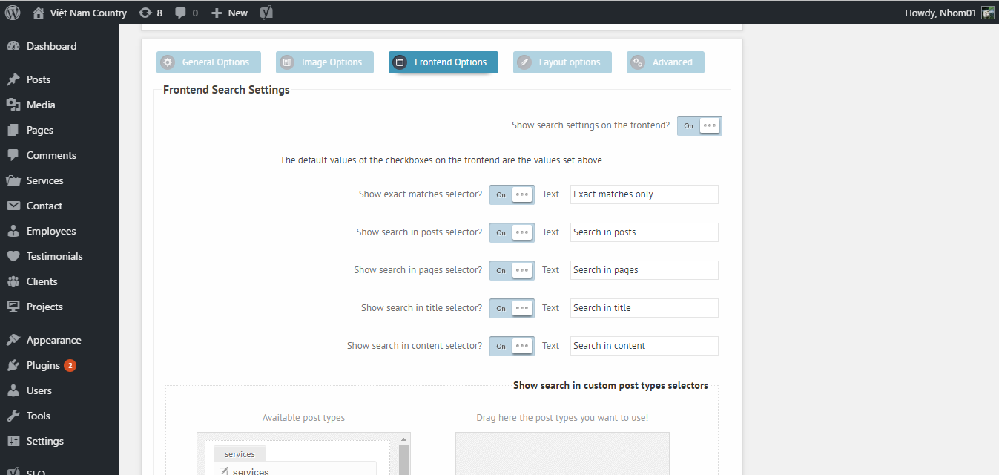 Việt Nam Country 8 0 New Howdy, Nhom01
Dashboard
Posts
Media
Pages
Comments
Services
Contact
Employees
Testimonials
Clients
Projects
Appearance
Plugins 2
Users
Tools
Settings
SEO
General Options Image Options Frontend Options Layout options Advanced
Frontend Search Settings
Show search settings on the frontend? On
The default values of the checkboxes on the frontend are the values set above.
Show exact matches selector? On Text Exact matches only
Show search in posts selector? On Text Search in posts
Show search in pages selector? On Text Search in pages
Show search in title selector? On Text Search in title
Show search in content selector? On Text Search in content
Show search in custom post types selectors
Available post types Drag here the post types you want to use!
services
services